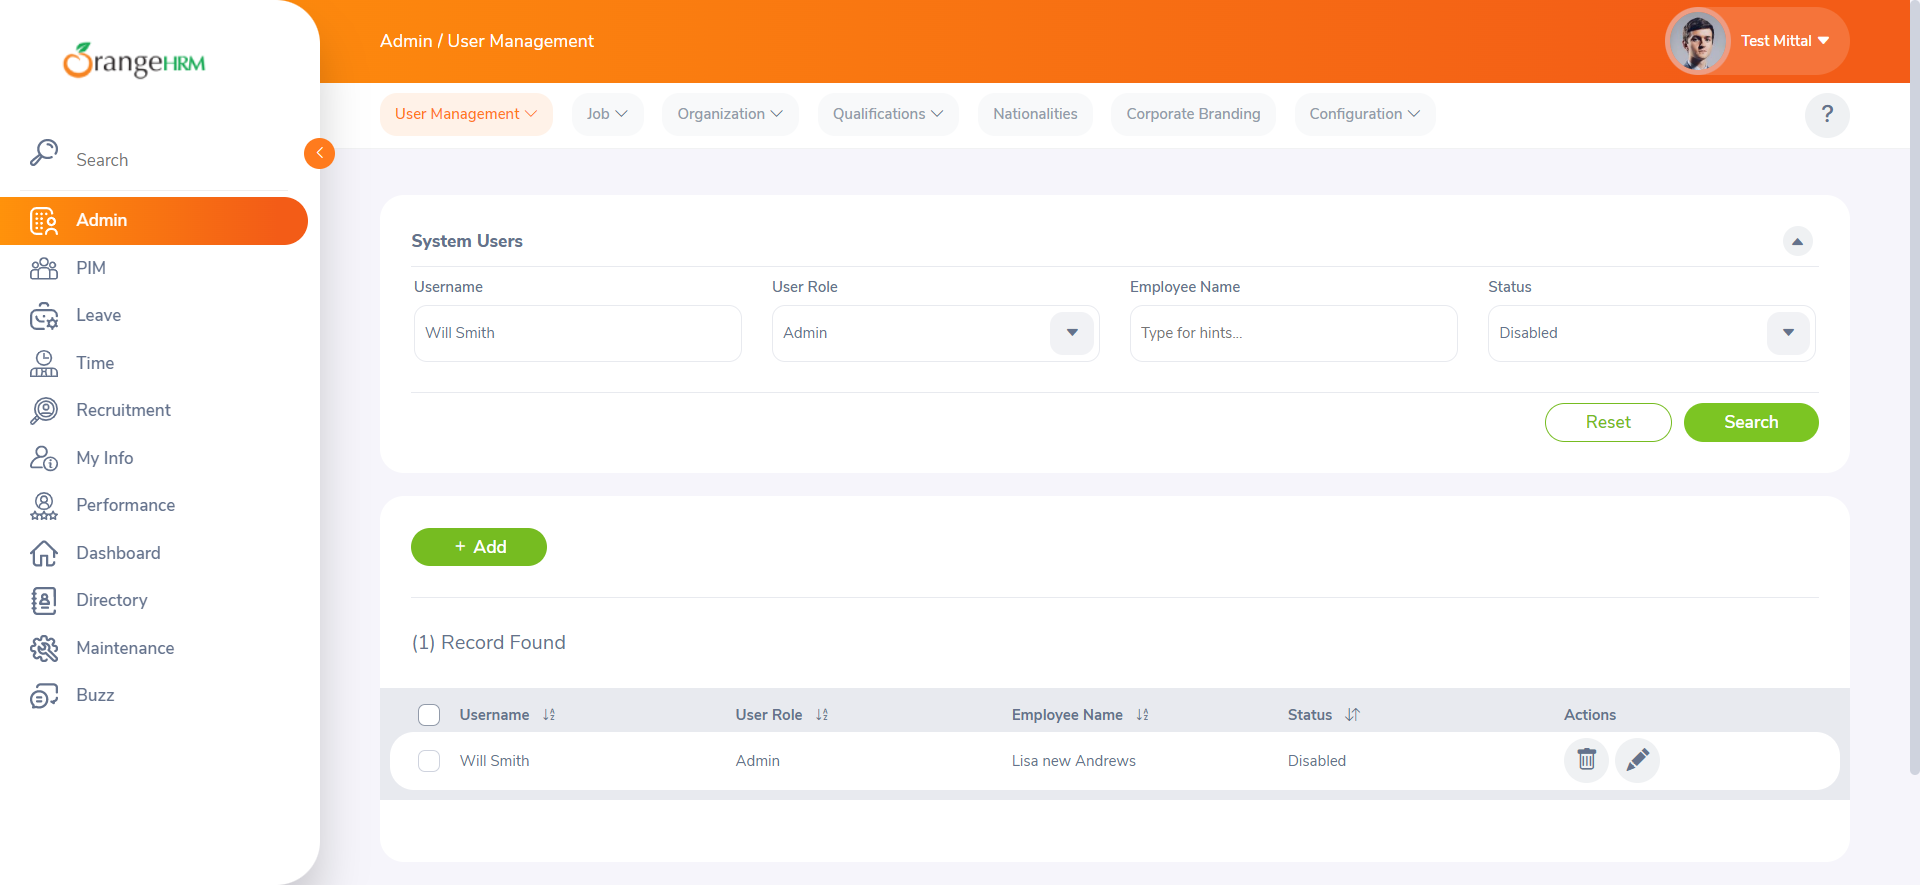 OrangeHRM
Admin / User Management
Test Mittal
User Management
Job
Organization
Qualifications
Nationalities
Corporate Branding
Configuration
?
Search
Admin
PIM
Leave
Time
Recruitment
My Info
Performance
Dashboard
Directory
Maintenance
Buzz
System Users
Username
User Role
Employee Name
Status
Will Smith
Admin
Type for hints...
Disabled
Reset
Search
+ Add
(1) Record Found
Username
User Role
Employee Name
Status
Actions
Will Smith
Admin
Lisa new Andrews
Disabled